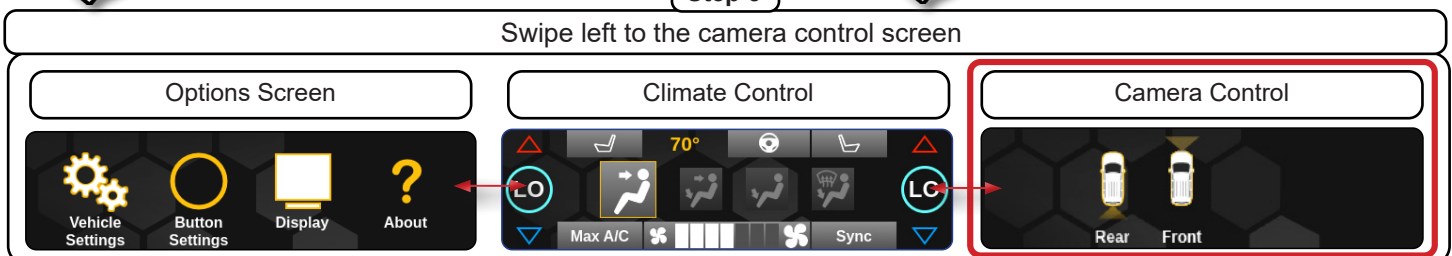 Swipe left to the camera control screen
Options Screen
Climate Control
Camera Control
Vehicle
Settings
Button
Settings
Display
?
About
70°
LO
LO
Max A/C
Sync
Rear
Front